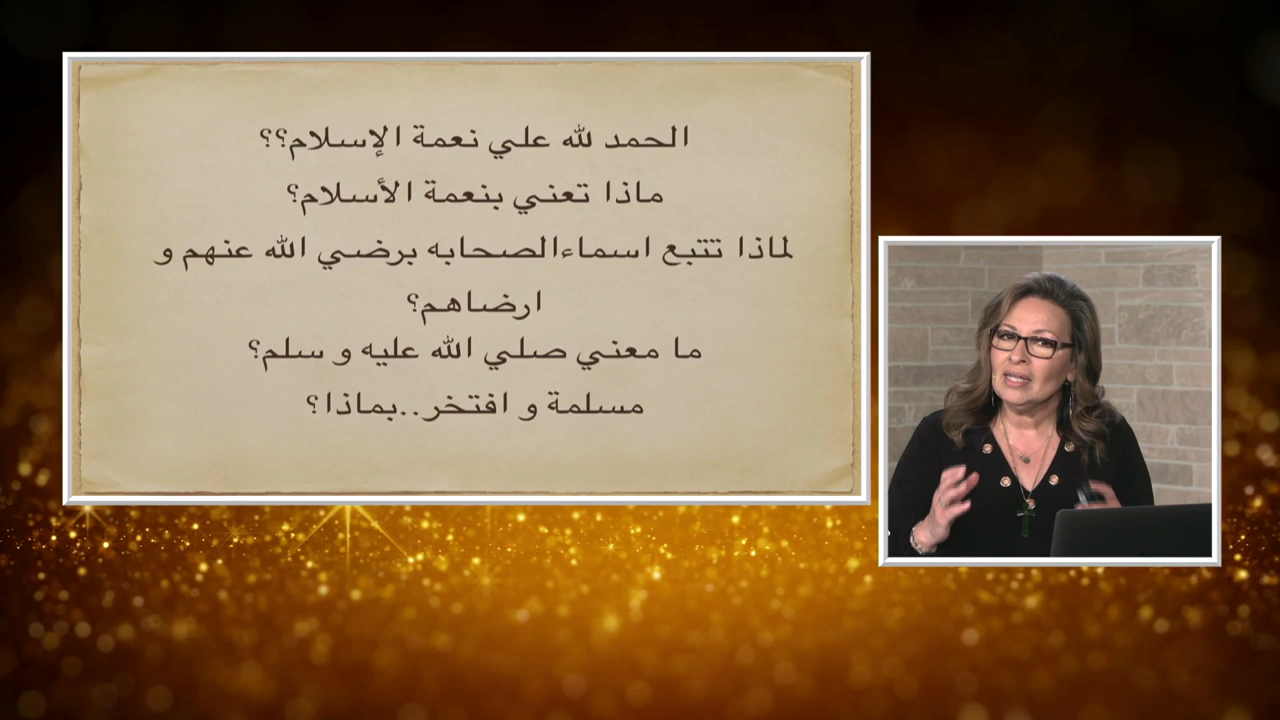 الحمد لله علي نعمة الإسلام؟؟
ماذا تعني بنعمة الأسلام؟
لماذا تتبع اسماءالصحابه برضي الله عنهم و
ارضاهم؟
ما معني صلي الله عليه و سلم؟
مسلمة و افتخر..بماذا؟